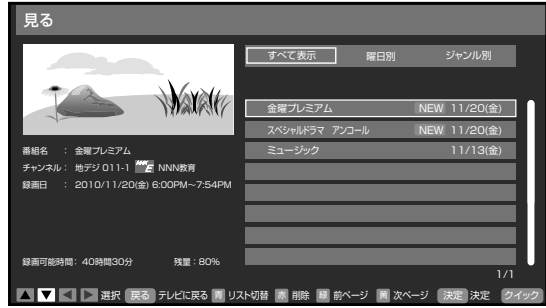 見る
すべて表示 曜日別 ジャンル別
金曜プレミアム NEW 11/20(金)
スペシャルドラマ アンコール NEW 11/20(金)
ミュージック 11/13(金)
番組名 : 金曜プレミアム
チャンネル : 地デジ 011-1 NHK E NNN教育
録画日 : 2010/11/20(金) 6:00PM～7:54PM
録画可能時間: 40時間30分 残量:80%
1/1
▲ ▼ ◀ ▶ 選択 戻る テレビに戻る 青 リスト切替 赤 削除 緑 前ページ 黄 次ページ 決定 決定 クイック